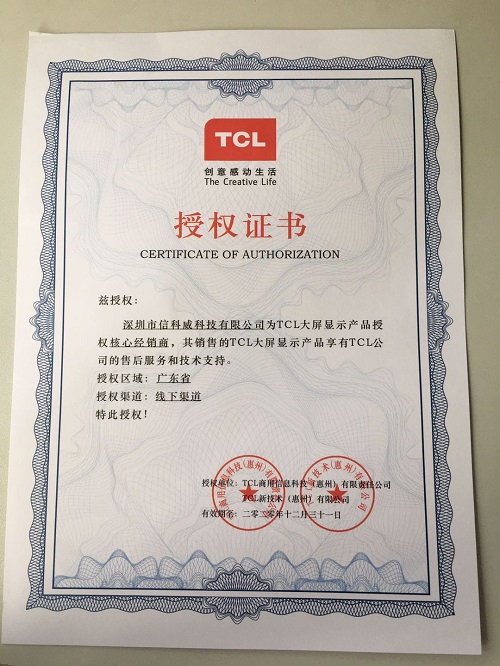 TCL
创意感动生活
The Creative Life
授权证书
CERTIFICATE OF AUTHORIZATION
兹授权：
深圳市信科威科技有限公司为TCL大屏显示产品授
权核心经销商，其销售的TCL大屏显示产品享有TCL公
司的售后服务和技术支持。
授权区域：广东省
授权渠道：线下渠道
特此授权！
授权单位：TCL商用信息科技（惠州）有限责任公司
TCL新技术（惠州）有限公司
有效期至：二零二零年十二月三十一日